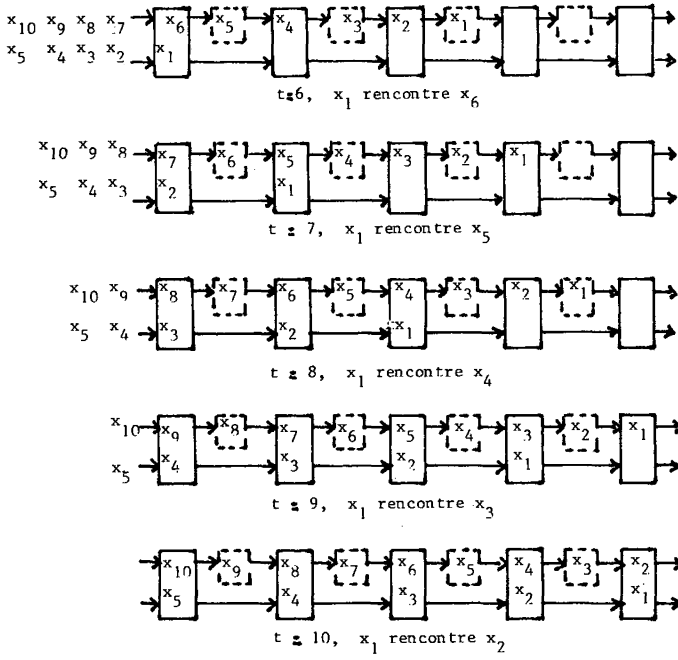 x10 x9 x8 x7 x6 x5 x4 x3 x2 x1
x5 x4 x3 x2 x1
t=6, x1 rencontre x6
x10 x9 x8 x7 x6 x5 x4 x3 x2 x1
x5 x4 x3 x2 x1
t = 7, x1 rencontre x5
x10 x9 x8 x7 x6 x5 x4 x3 x2 x1
x5 x4 x3 x2 x1
t = 8, x1 rencontre x4
x10 x9 x8 x7 x6 x5 x4 x3 x2 x1
x5 x4 x3 x2 x1
t = 9, x1 rencontre x3
x10 x9 x8 x7 x6 x5 x4 x3 x2
x5 x4 x3 x2 x1
t = 10, x1 rencontre x2